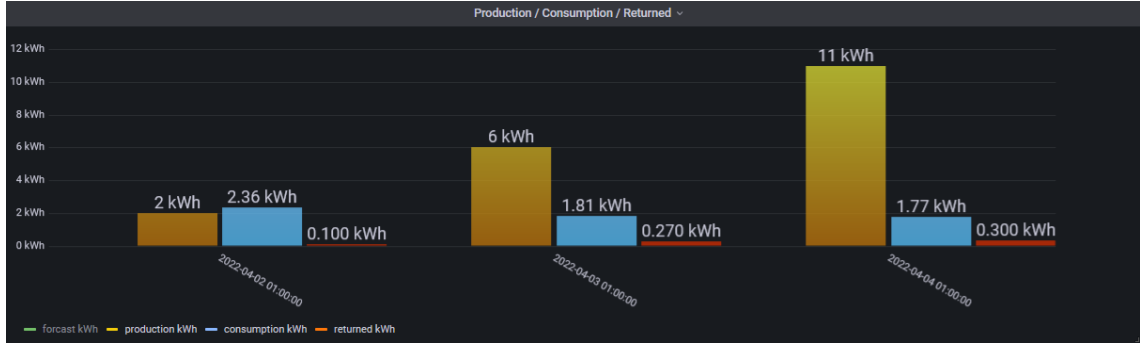 Production / Consumption / Returned
12 kWh
10 kWh
8 kWh
6 kWh
4 kWh
2 kWh
0 kWh
2 kWh
2.36 kWh
0.100 kWh
6 kWh
1.81 kWh
0.270 kWh
11 kWh
1.77 kWh
0.300 kWh
2022-04-02 01:00:00
2022-04-03 01:00:00
2022-04-04 01:00:00
forcast kWh production kWh consumption kWh returned kWh